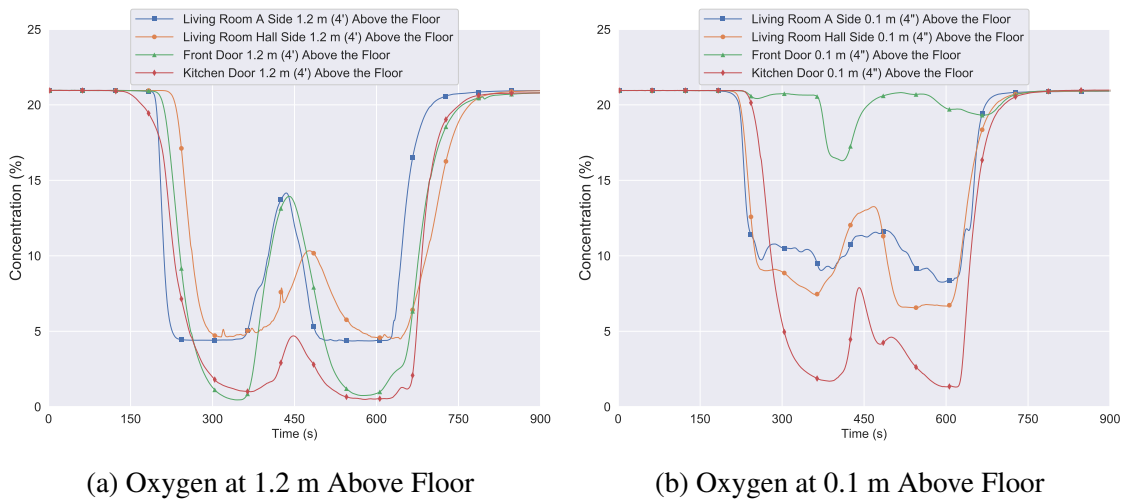 Living Room A Side 1.2 m (4') Above the Floor
Living Room Hall Side 1.2 m (4') Above the Floor
Front Door 1.2 m (4') Above the Floor
Kitchen Door 1.2 m (4') Above the Floor
25
20
15
10
5
0
Concentration (%)
0 150 300 450 600 750 900
Time (s)
(a) Oxygen at 1.2 m Above Floor
Living Room A Side 0.1 m (4") Above the Floor
Living Room Hall Side 0.1 m (4") Above the Floor
Front Door 0.1 m (4") Above the Floor
Kitchen Door 0.1 m (4") Above the Floor
25
20
15
10
5
0
Concentration (%)
0 150 300 450 600 750 900
Time (s)
(b) Oxygen at 0.1 m Above Floor